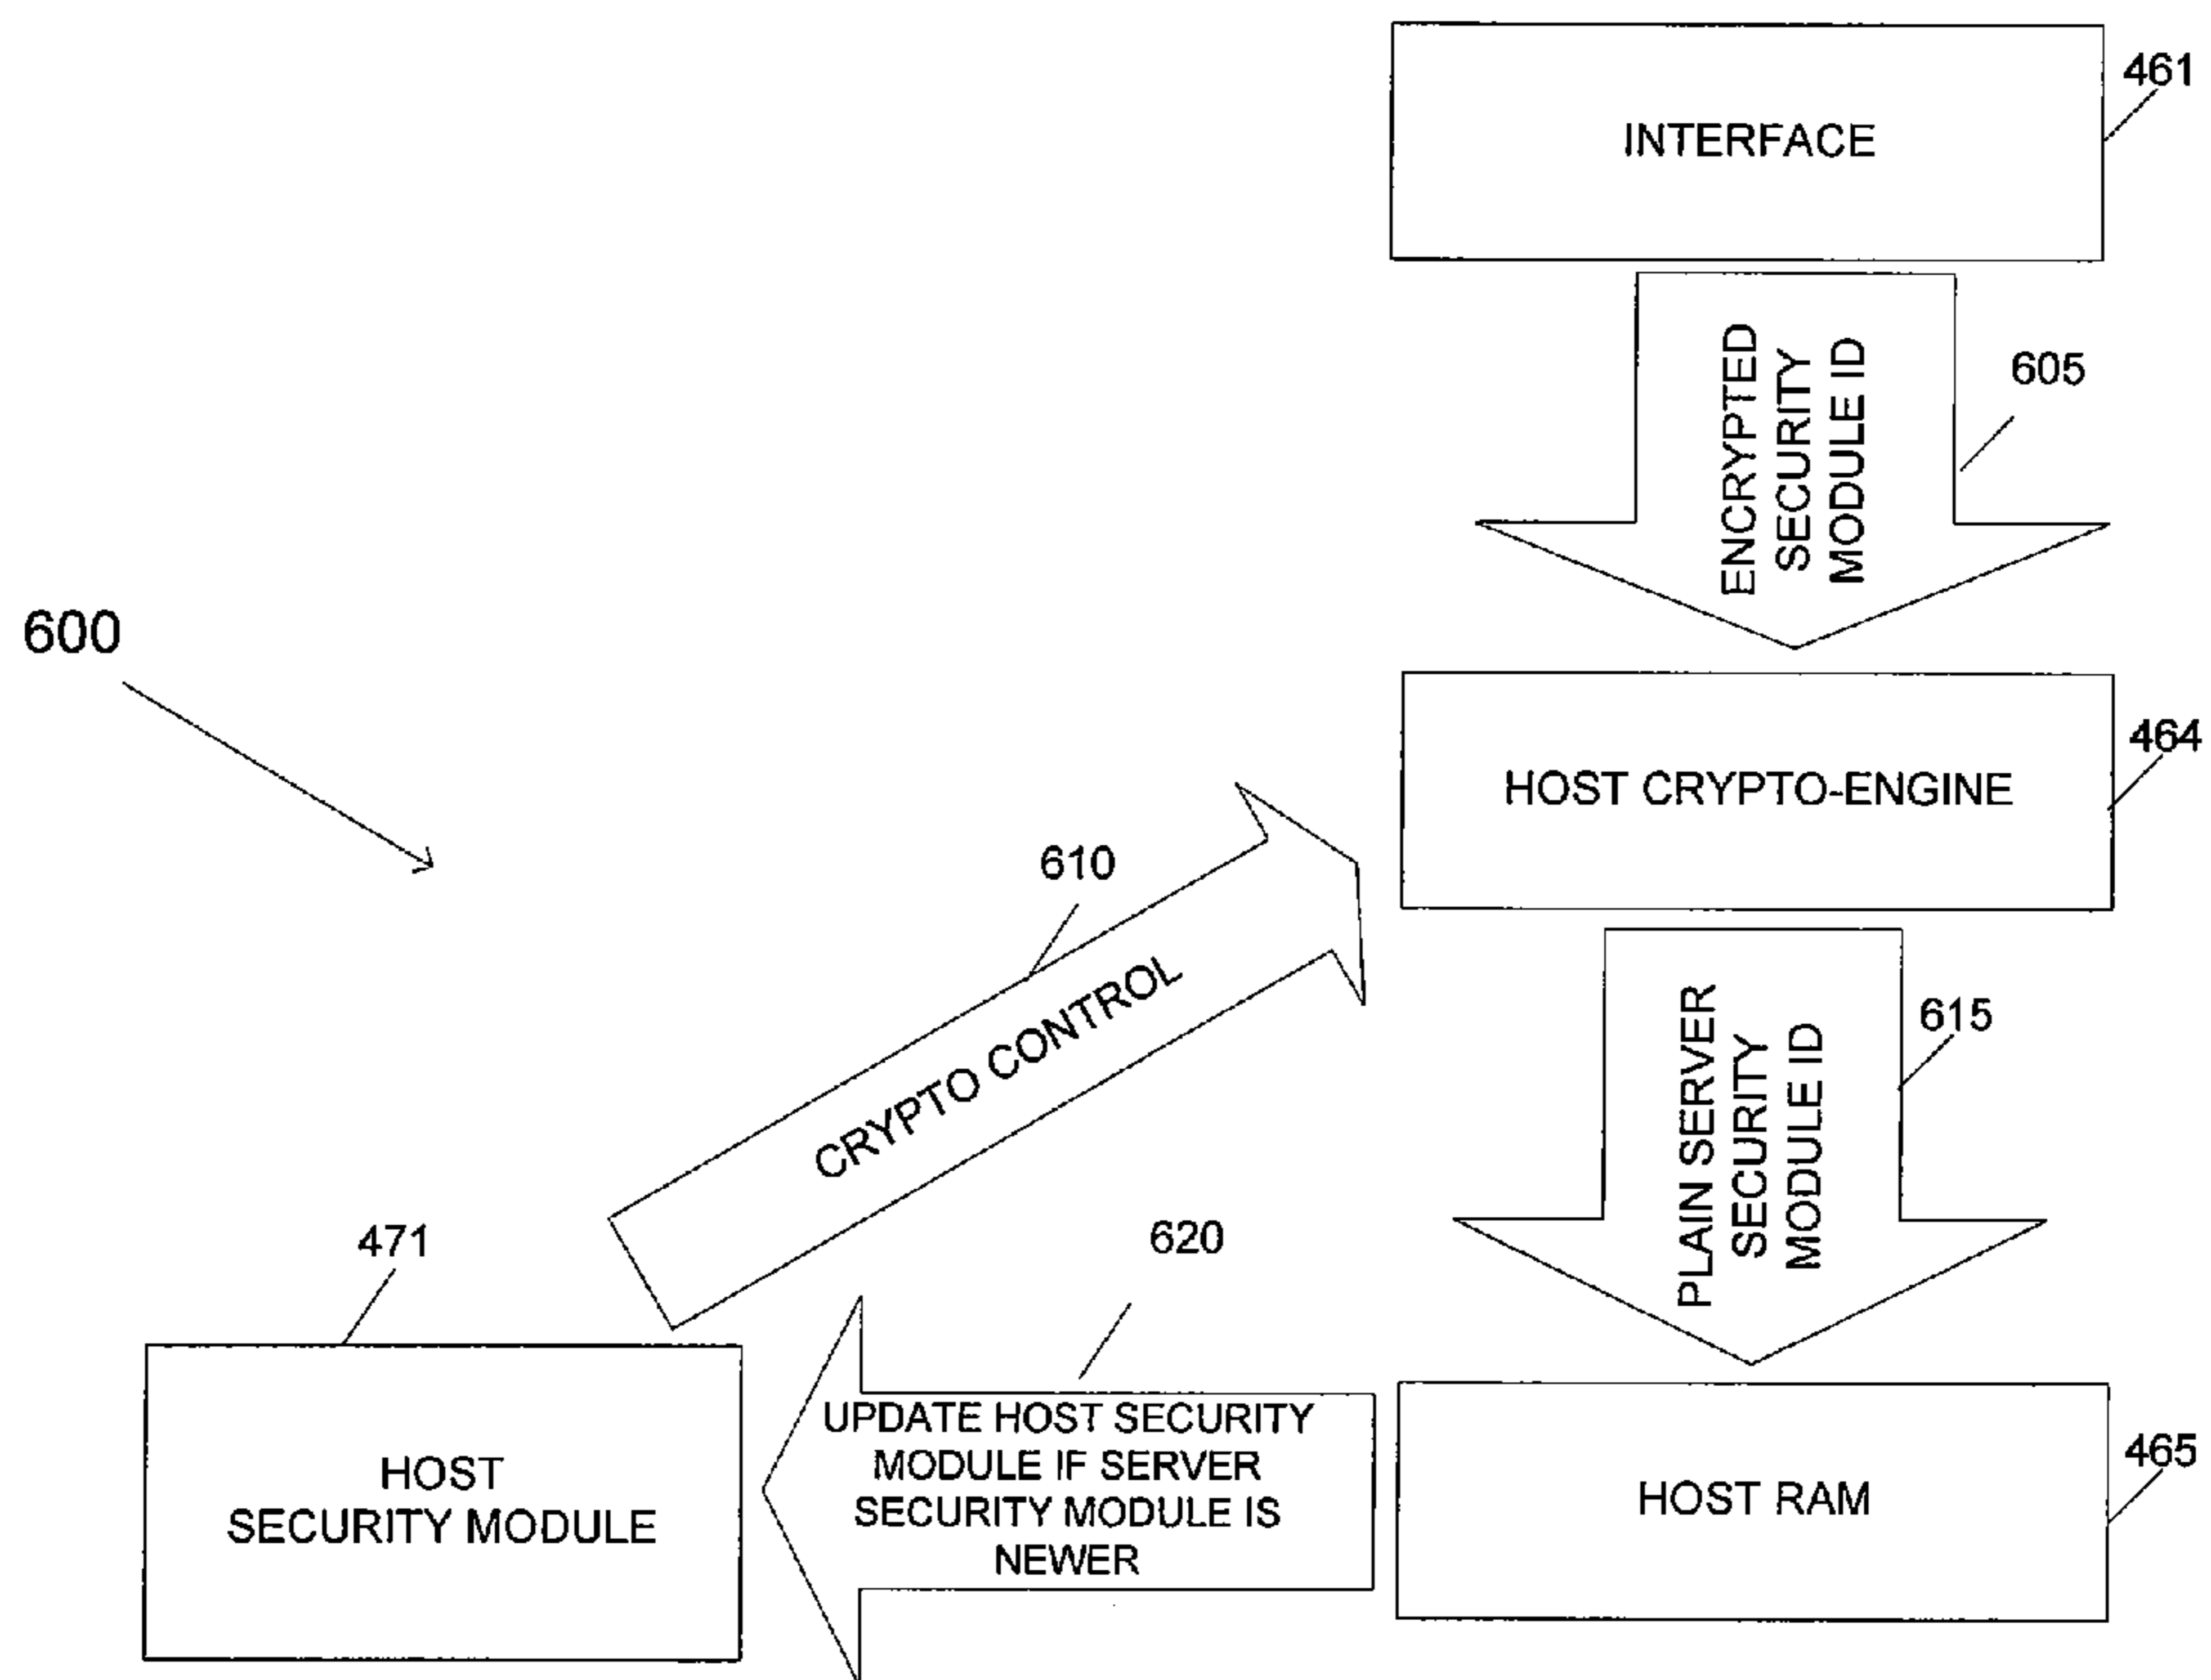 461
INTERFACE
ENCRYPTED
SECURITY
MODULE ID
605
600
464
HOST CRYPTO-ENGINE
610
CRYPTO CONTROL
PLAIN SERVER
SECURITY
MODULE ID
615
471
620
HOST
SECURITY MODULE
UPDATE HOST SECURITY
MODULE IF SERVER
SECURITY MODULE IS
NEWER
465
HOST RAM